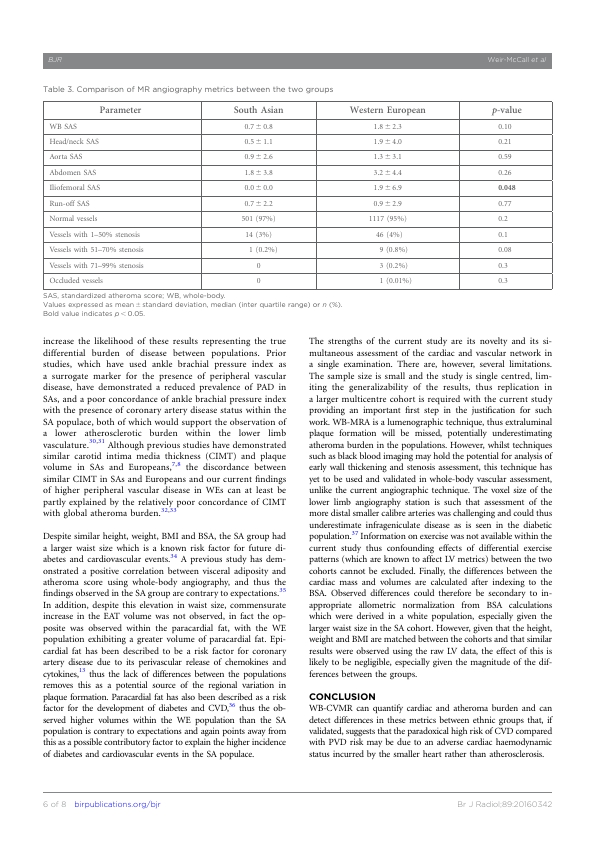 BJR
Weir-McCall et al
Table 3. Comparison of MR angiography metrics between the two groups
Parameter South Asian Western European p-value
WB SAS 0.7 ± 0.8 1.8 ± 2.3 0.10
Head/neck SAS 0.5 ± 1.1 1.9 ± 4.0 0.21
Aorta SAS 0.9 ± 2.6 1.3 ± 3.1 0.59
Abdomen SAS 1.8 ± 3.8 3.2 ± 4.4 0.26
Iliofemoral SAS 0.0 ± 0.0 1.9 ± 6.9 0.048
Run-off SAS 0.7 ± 2.2 0.9 ± 2.9 0.77
Normal vessels 501 (97%) 1117 (95%) 0.2
Vessels with 1–50% stenosis 14 (3%) 46 (4%) 0.1
Vessels with 51–70% stenosis 1 (0.2%) 9 (0.8%) 0.08
Vessels with 71–99% stenosis 0 3 (0.2%) 0.3
Occluded vessels 0 1 (0.01%) 0.3
SAS, standardized atheroma score; WB, whole-body.
Values expressed as mean ± standard deviation, median (inter quartile range) or n (%).
Bold value indicates p < 0.05.
increase the likelihood of these results representing the true
differential burden of disease between populations. Prior
studies, which have used ankle brachial pressure index as
a surrogate marker for the presence of peripheral vascular
disease, have demonstrated a reduced prevalence of PAD in
SAs, and a poor concordance of ankle brachial pressure index
with the presence of coronary artery disease status within the
SA populace, both of which would support the observation of
a lower atherosclerotic burden within the lower limb
vasculature.30,31 Although previous studies have demonstrated
similar carotid intima media thickness (CIMT) and plaque
volume in SAs and Europeans,7,8 the discordance between
similar CIMT in SAs and Europeans and our current findings
of higher peripheral vascular disease in WEs can at least be
partly explained by the relatively poor concordance of CIMT
with global atheroma burden.32,33
Despite similar height, weight, BMI and BSA, the SA group had
a larger waist size which is a known risk factor for future di-
abetes and cardiovascular events.34 A previous study has dem-
onstrated a positive correlation between visceral adiposity and
atheroma score using whole-body angiography, and thus the
findings observed in the SA group are contrary to expectations.35
In addition, despite this elevation in waist size, commensurate
increase in the EAT volume was not observed, in fact the op-
posite was observed within the paracardial fat, with the WE
population exhibiting a greater volume of paracardial fat. Epi-
cardial fat has been described to be a risk factor for coronary
artery disease due to its perivascular release of chemokines and
cytokines,13 thus the lack of differences between the populations
removes this as a potential source of the regional variation in
plaque formation. Paracardial fat has also been described as a risk
factor for the development of diabetes and CVD,36 thus the ob-
served higher volumes within the WE population than the SA
population is contrary to expectations and again points away from
this as a possible contributory factor to explain the higher incidence
of diabetes and cardiovascular events in the SA populace.
The strengths of the current study are its novelty and its si-
multaneous assessment of the cardiac and vascular network in
a single examination. There are, however, several limitations.
The sample size is small and the study is single centred, lim-
iting the generalizability of the results, thus replication in
a larger multicentre cohort is required with the current study
providing an important first step in the justification for such
work. WB-MRA is a lumenographic technique, thus extraluminal
plaque formation will be missed, potentially underestimating
atheroma burden in the populations. However, whilst techniques
such as black blood imaging may hold the potential for analysis of
early wall thickening and stenosis assessment, this technique has
yet to be used and validated in whole-body vascular assessment,
unlike the current angiographic technique. The voxel size of the
lower limb angiography station is such that assessment of the
more distal smaller calibre arteries was challenging and could thus
underestimate infrageniculate disease as is seen in the diabetic
population.37 Information on exercise was not available within the
current study thus confounding effects of differential exercise
patterns (which are known to affect LV metrics) between the two
cohorts cannot be excluded. Finally, the differences between the
cardiac mass and volumes are calculated after indexing to the
BSA. Observed differences could therefore be secondary to in-
appropriate allometric normalization from BSA calculations
which were derived in a white population, especially given the
larger waist size in the SA cohort. However, given that the height,
weight and BMI are matched between the cohorts and that similar
results were observed using the raw LV data, the effect of this is
likely to be negligible, especially given the magnitude of the dif-
ferences between the groups.
CONCLUSION
WB-CVMR can quantify cardiac and atheroma burden and can
detect differences in these metrics between ethnic groups that, if
validated, suggests that the paradoxical high risk of CVD compared
with PVD risk may be due to an adverse cardiac haemodynamic
status incurred by the smaller heart rather than atherosclerosis.
6 of 8 birpublications.org/bjr
Br J Radiol;89:20160342